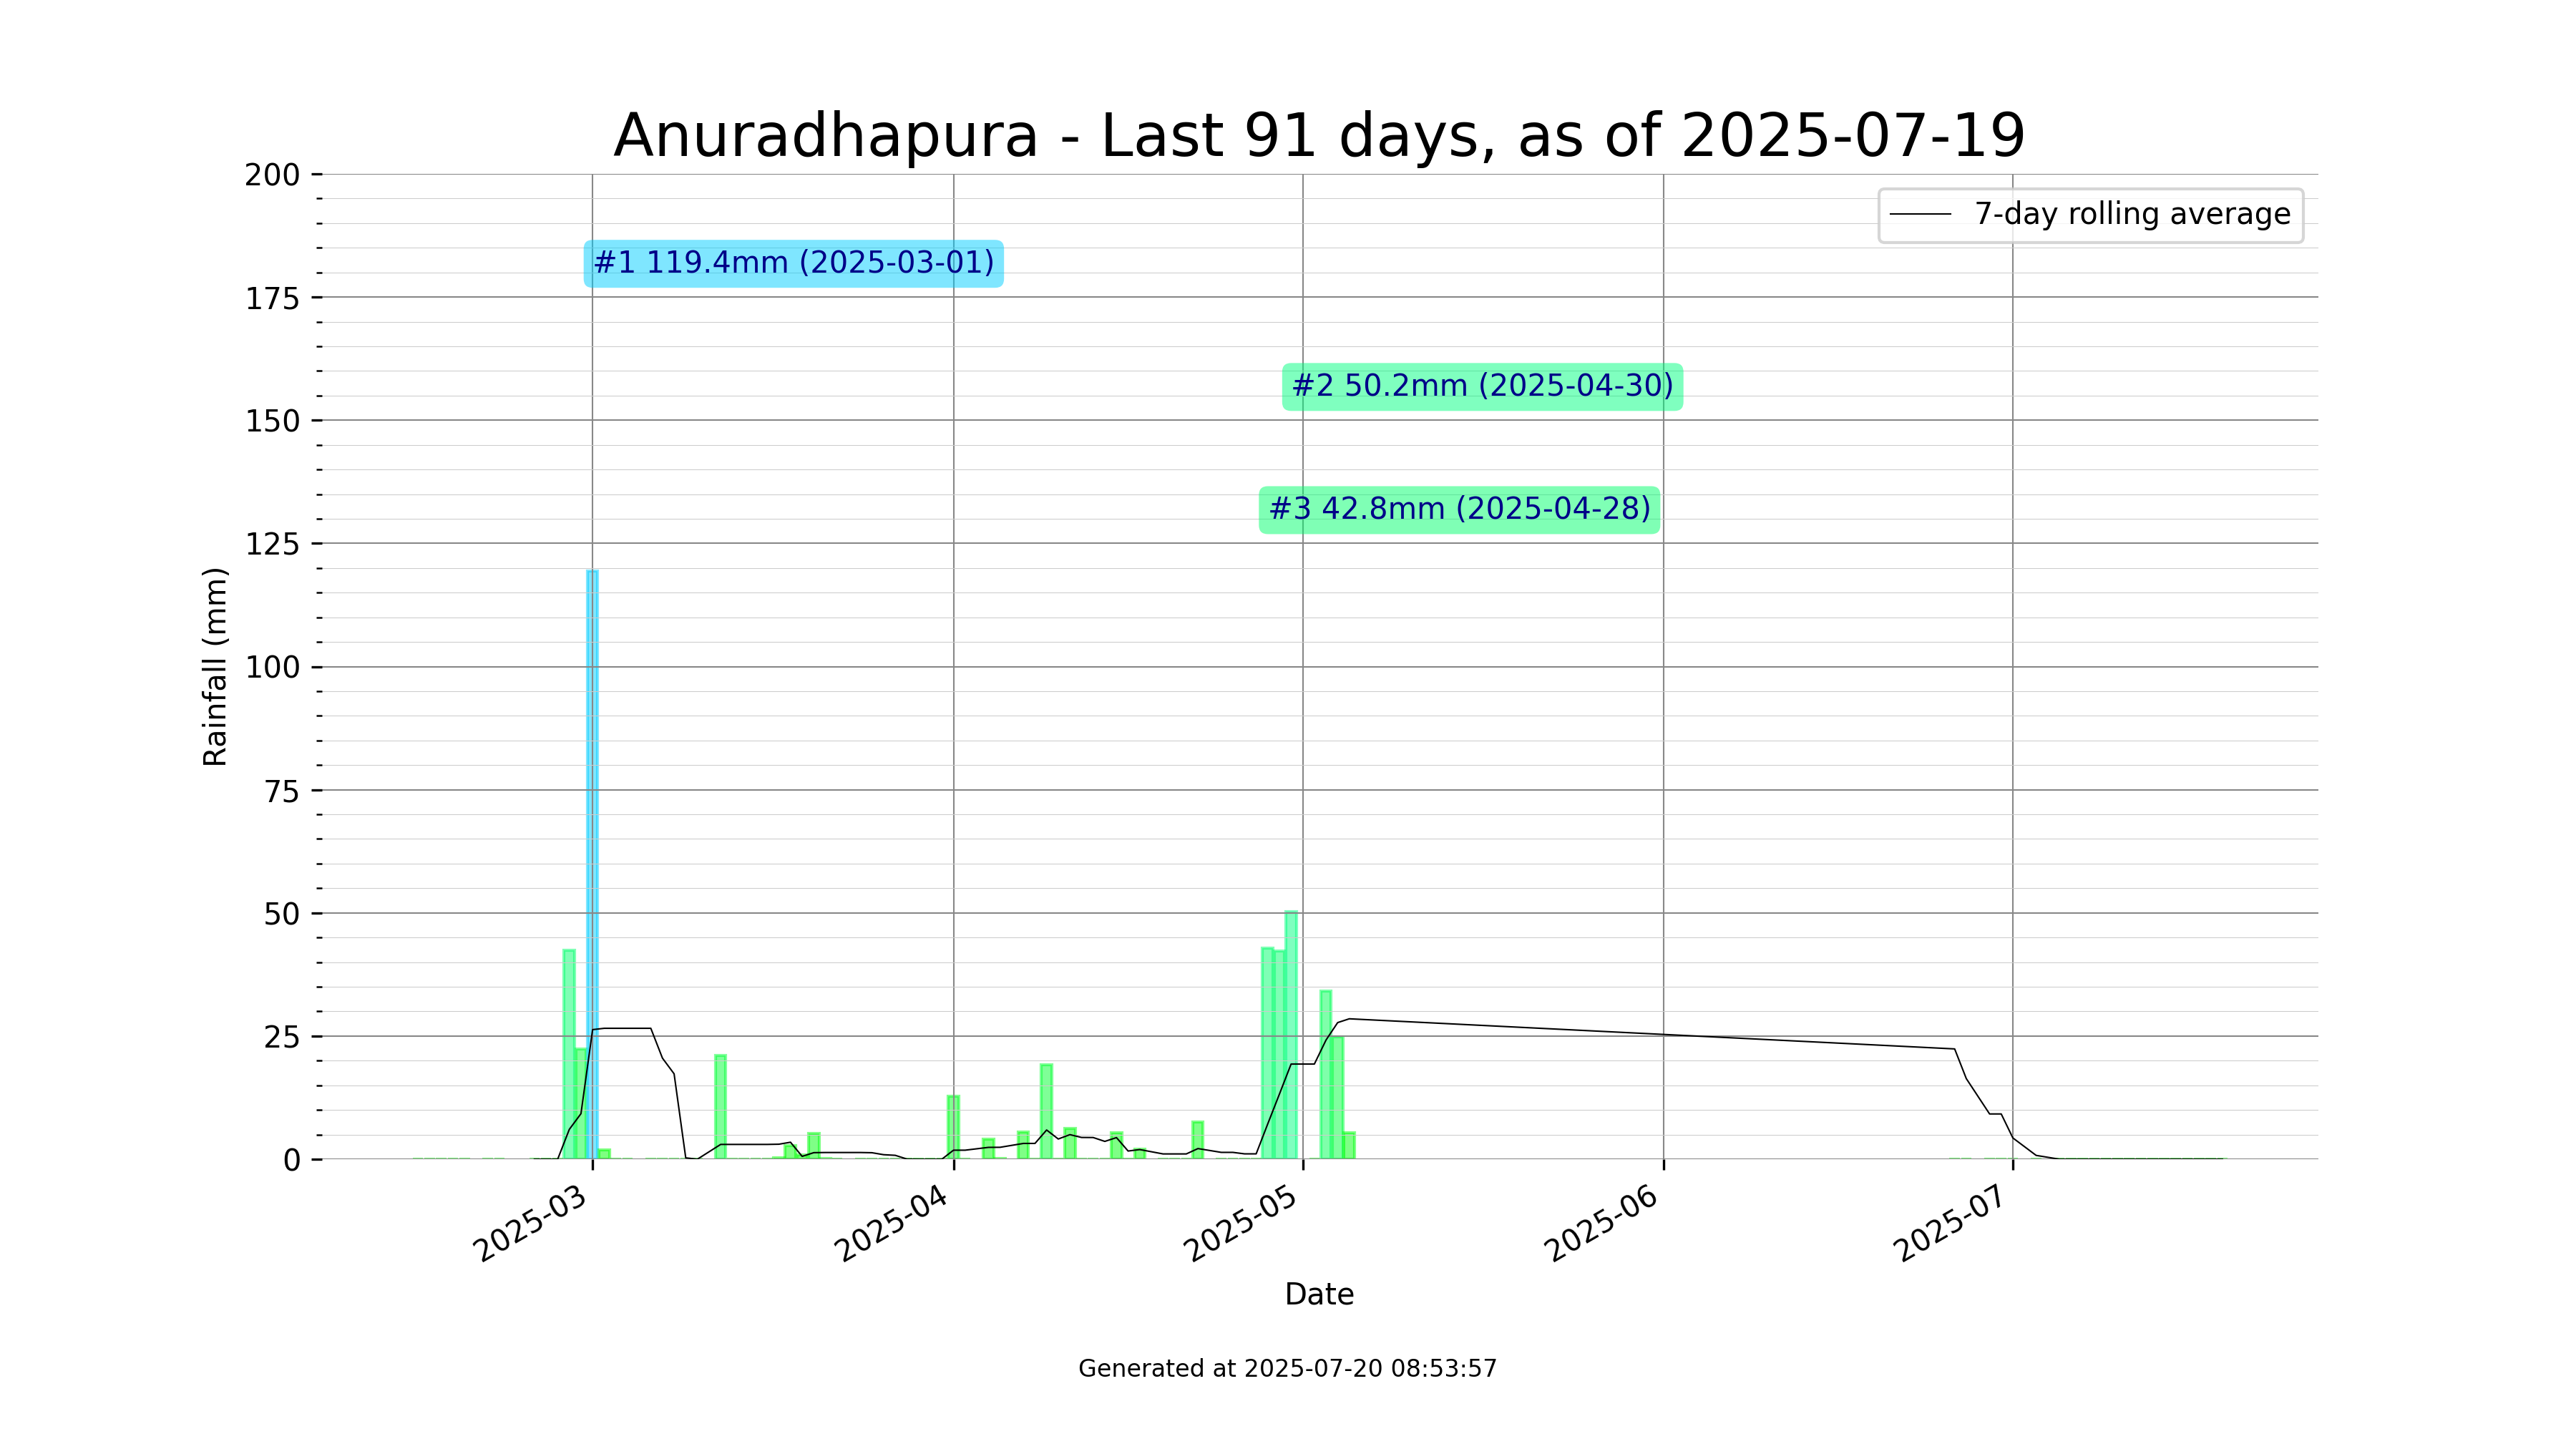 Anuradhapura - Last 91 days, as of 2025-07-19
200
175
150
125
100
75
50
25
0
Rainfall (mm)
7-day rolling average
#1 119.4mm (2025-03-01)
#2 50.2mm (2025-04-30)
#3 42.8mm (2025-04-28)
2025-03
2025-04
2025-05
2025-06
2025-07
Date
Generated at 2025-07-20 08:53:57